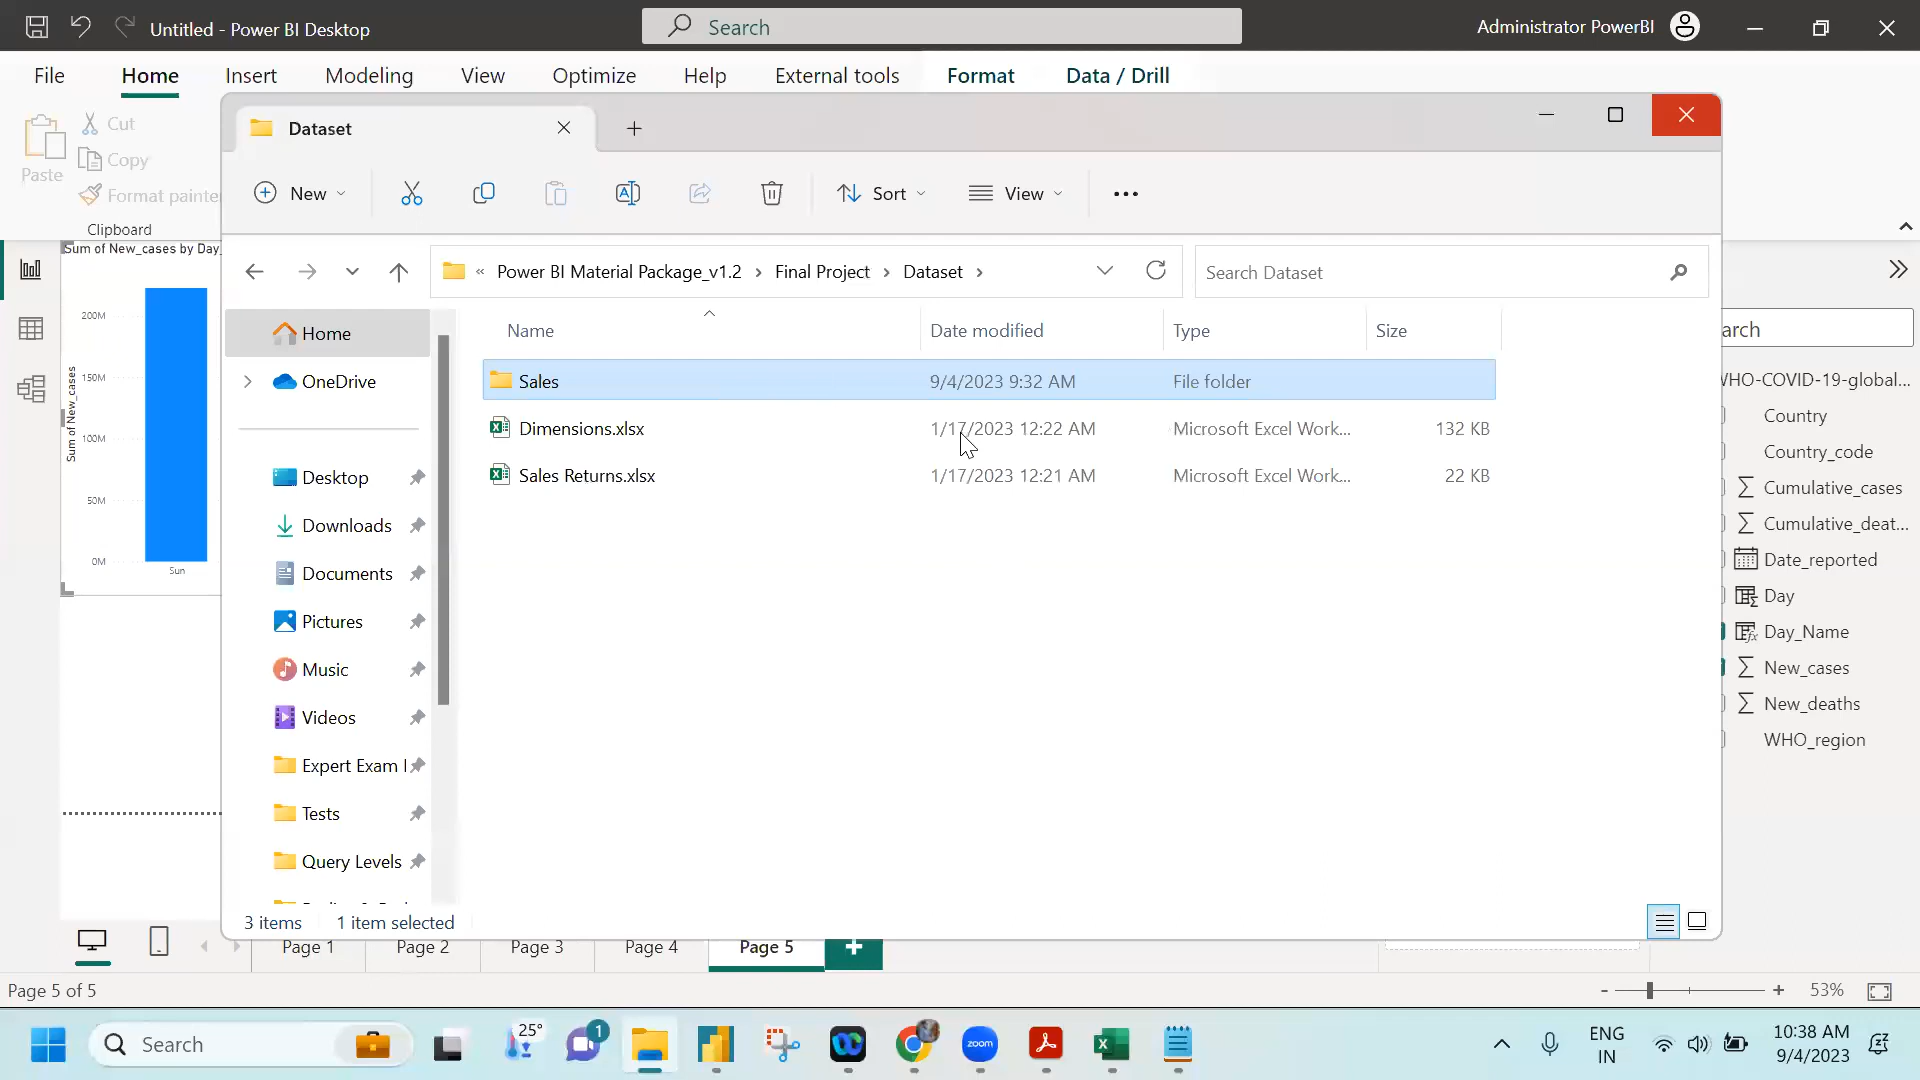 Untitled - Power BI Desktop
Search
Administrator PowerBI
File Home Insert Modeling View Optimize Help External tools Format Data / Drill
Paste
Cut
Copy
Format painter
Clipboard
Dataset
New
Sort
View
Power BI Material Package_v1.2 › Final Project › Dataset ›
Search Dataset
Name Date modified Type Size
Sales 9/4/2023 9:32 AM File folder
Dimensions.xlsx 1/17/2023 12:22 AM Microsoft Excel Work... 132 KB
Sales Returns.xlsx 1/17/2023 12:21 AM Microsoft Excel Work... 22 KB
Home
OneDrive
Desktop
Downloads
Documents
Pictures
Music
Videos
Expert Exam
Tests
Query Levels
3 items 1 item selected
Sum of New_cases by Day_
Sum of New_cases
200M
150M
100M
50M
0M
Sun
arch
WHO-COVID-19-global...
Country
Country_code
Cumulative_cases
Cumulative_deat...
Date_reported
Day
Day_Name
New_cases
New_deaths
WHO_region
Page 1 Page 2 Page 3 Page 4 Page 5
Page 5 of 5
- + 53%
Search
25°
1
zoom
ENG
IN
10:38 AM
9/4/2023